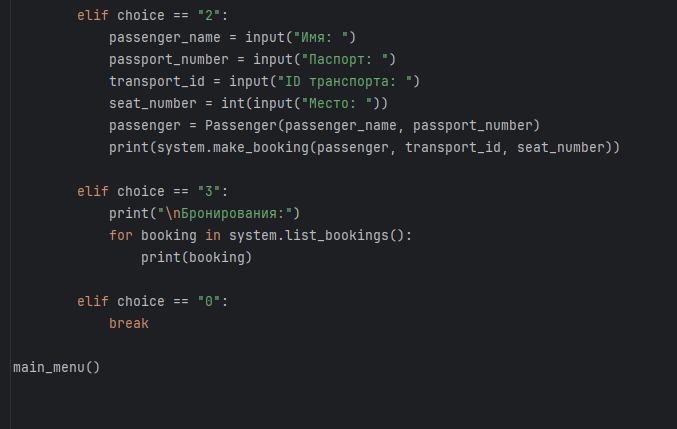 elif choice == "2":
passenger_name = input("Имя: ")
passport_number = input("Паспорт: ")
transport_id = input("ID транспорта: ")
seat_number = int(input("Место: "))
passenger = Passenger(passenger_name, passport_number)
print(system.make_booking(passenger, transport_id, seat_number))
elif choice == "3":
print("\nБронирования:")
for booking in system.list_bookings():
print(booking)
elif choice == "0":
break
main_menu()